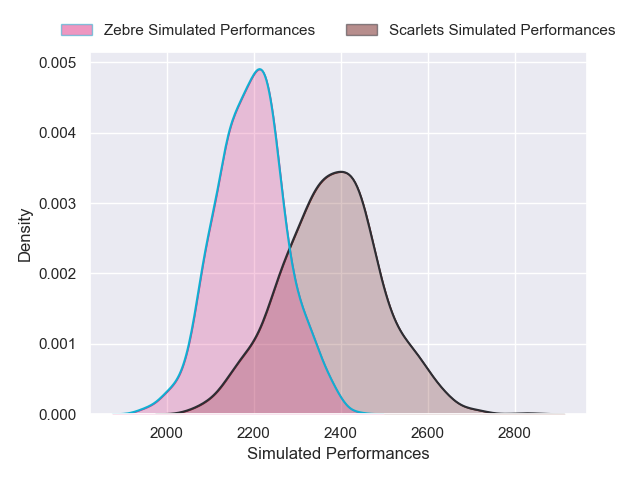 Zebre Simulated Performances Scarlets Simulated Performances
0.005
0.004
0.003
0.002
0.001
0.000
Density
2000 2200 2400 2600 2800
Simulated Performances